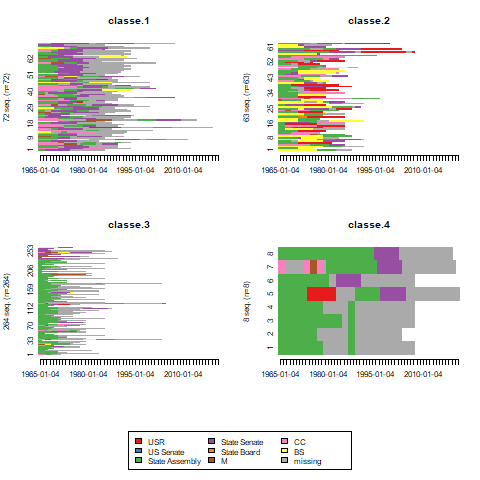 classe.1
classe.2
72 seq. (n=72)
1 9 18 29 40 51 62
1965-01-04 1980-01-04 1995-01-04 2010-01-04
63 seq. (n=63)
1 8 16 25 34 43 52 61
1965-01-04 1980-01-04 1995-01-04 2010-01-04
classe.3
classe.4
264 seq. (n=264)
1 33 70 112 159 206 253
1965-01-04 1980-01-04 1995-01-04 2010-01-04
8 seq. (n=8)
1 2 3 4 5 6 7 8
1965-01-04 1980-01-04 1995-01-04 2010-01-04
USR State Senate CC
US Senate State Board BS
State Assembly M missing